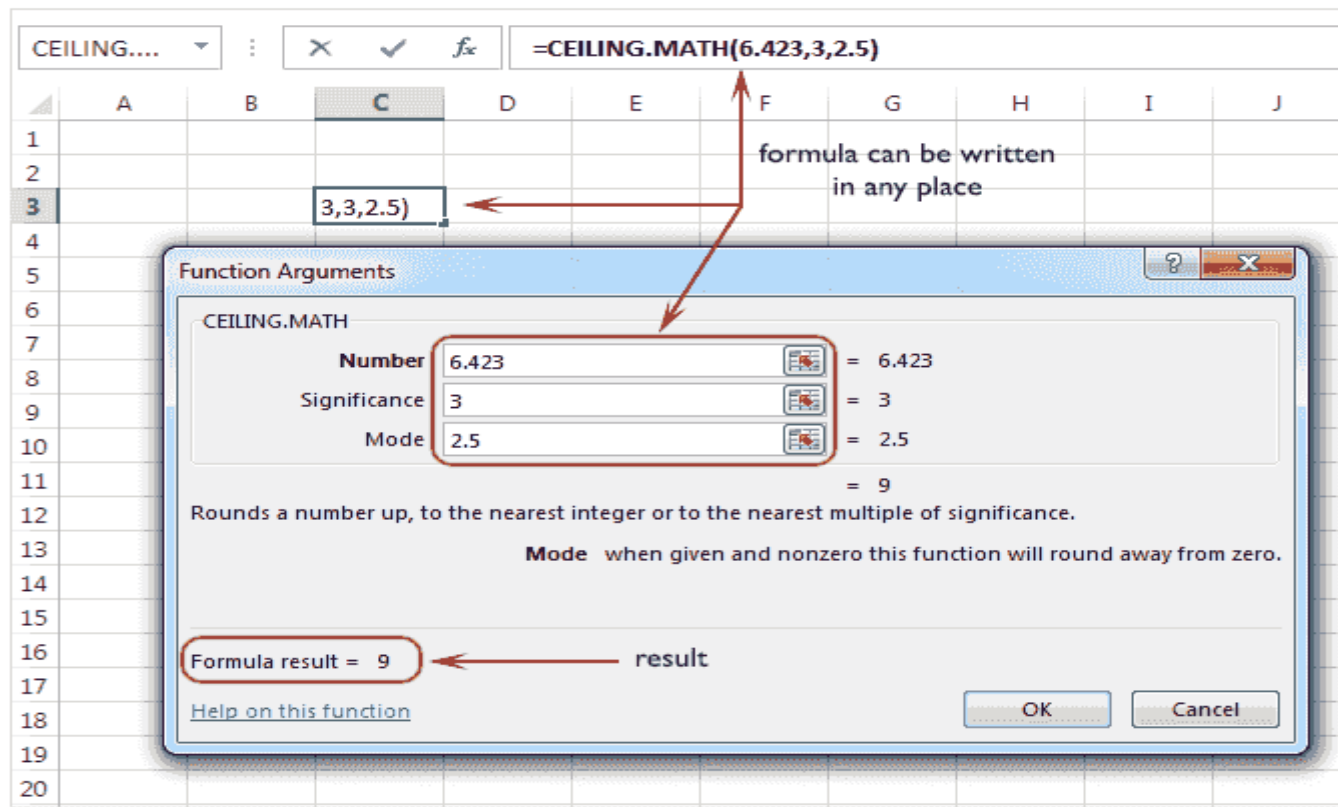 CEILING.... fx =CEILING.MATH(6.423,3,2.5)
A B C D E F G H I J
1
formula can be written
2
in any place
3 3,3,2.5)
4
Function Arguments ? X
5
6
CEILING.MATH
7
Number 6.423 = 6.423
8
Significance 3 = 3
9
Mode 2.5 = 2.5
10
11
= 9
12
Rounds a number up, to the nearest integer or to the nearest multiple of significance.
13
Mode when given and nonzero this function will round away from zero.
14
15
16
Formula result = 9 result
17
Help on this function OK Cancel
18
19
20